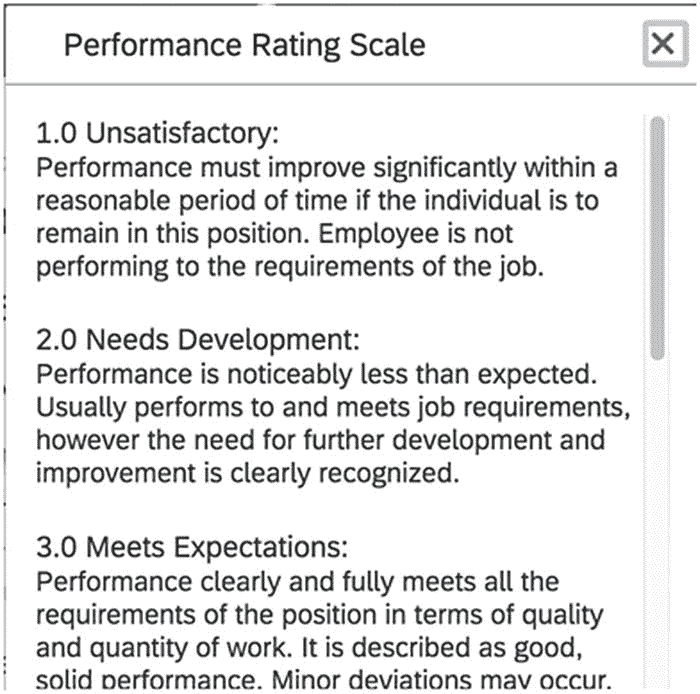 Performance Rating Scale
1.0 Unsatisfactory:
Performance must improve significantly within a
reasonable period of time if the individual is to
remain in this position. Employee is not
performing to the requirements of the job.
2.0 Needs Development:
Performance is noticeably less than expected.
Usually performs to and meets job requirements,
however the need for further development and
improvement is clearly recognized.
3.0 Meets Expectations:
Performance clearly and fully meets all the
requirements of the position in terms of quality
and quantity of work. It is described as good,
solid performance. Minor deviations may occur.